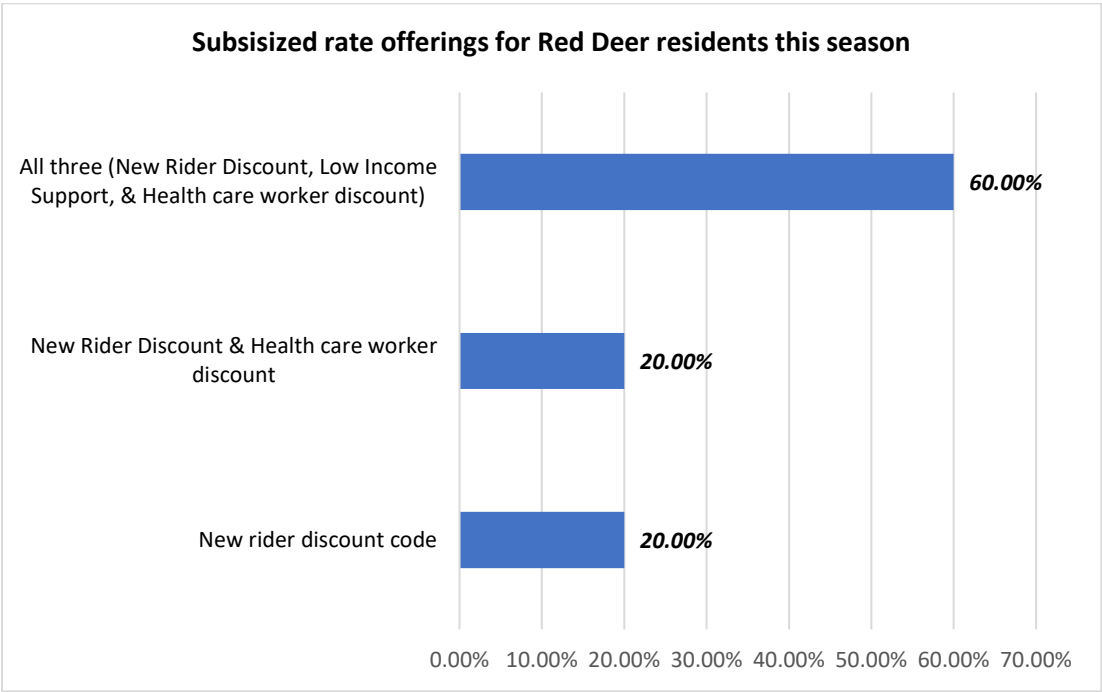 Subsisized rate offerings for Red Deer residents this season
All three (New Rider Discount, Low Income
Support, & Health care worker discount)
60.00%
New Rider Discount & Health care worker
discount
20.00%
New rider discount code
20.00%
0.00% 10.00% 20.00% 30.00% 40.00% 50.00% 60.00% 70.00%